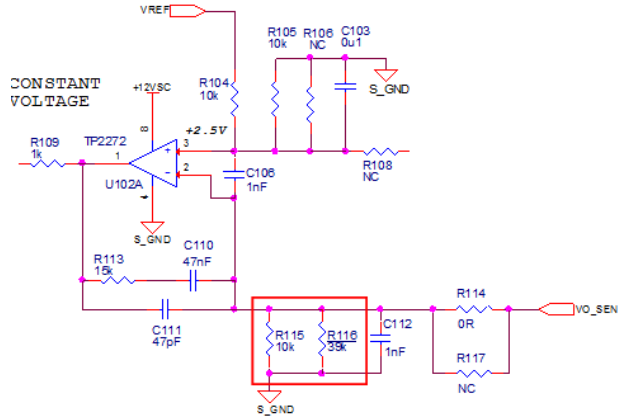 VREF
R105
10k
R106
NC
C103
0u1
S_GND
CONSTANT
VOLTAGE
+12VSC
R104
10k
+2.5V
R109
1k
TP2272
8
3
1
2
4
+
-
U102A
C106
1nF
R108
NC
S_GND
R113
15k
C110
47nF
C111
47pF
R115
10k
R116
39k
C112
1nF
R114
0R
VO_SEN
R117
NC
S_GND